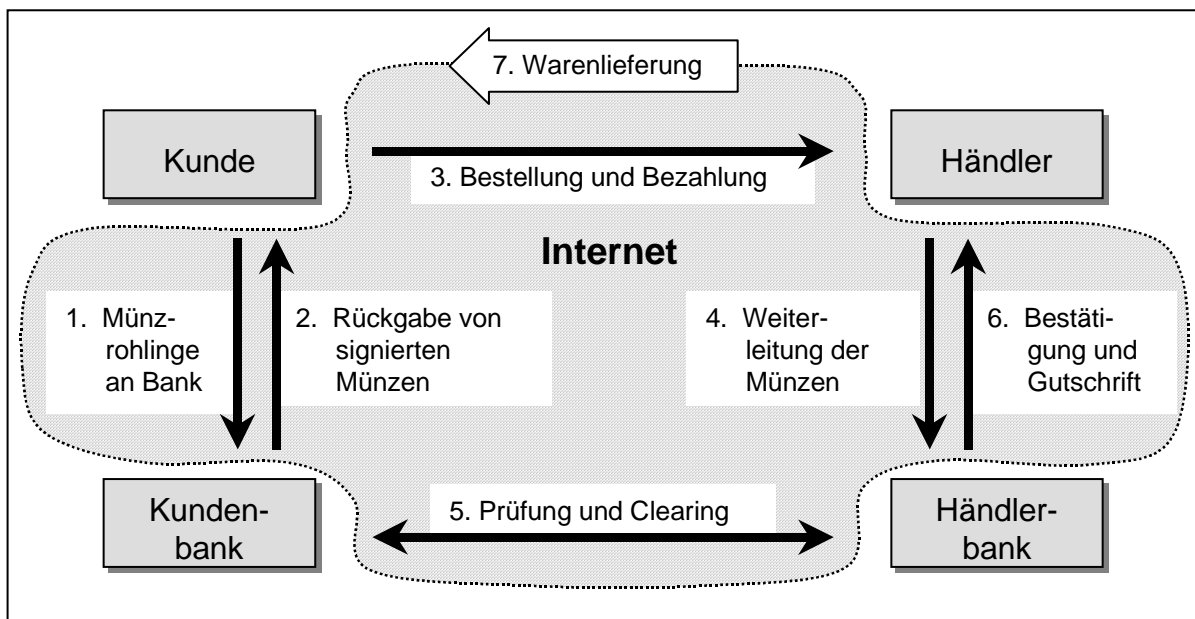 7. Warenlieferung
Kunde
Händler
3. Bestellung und Bezahlung
Internet
1. Münz-
rohlinge
an Bank
2. Rückgabe von
signierten
Münzen
4. Weiter-
leitung der
Münzen
6. Bestäti-
gung und
Gutschrift
Kunden-
bank
5. Prüfung und Clearing
Händler-
bank